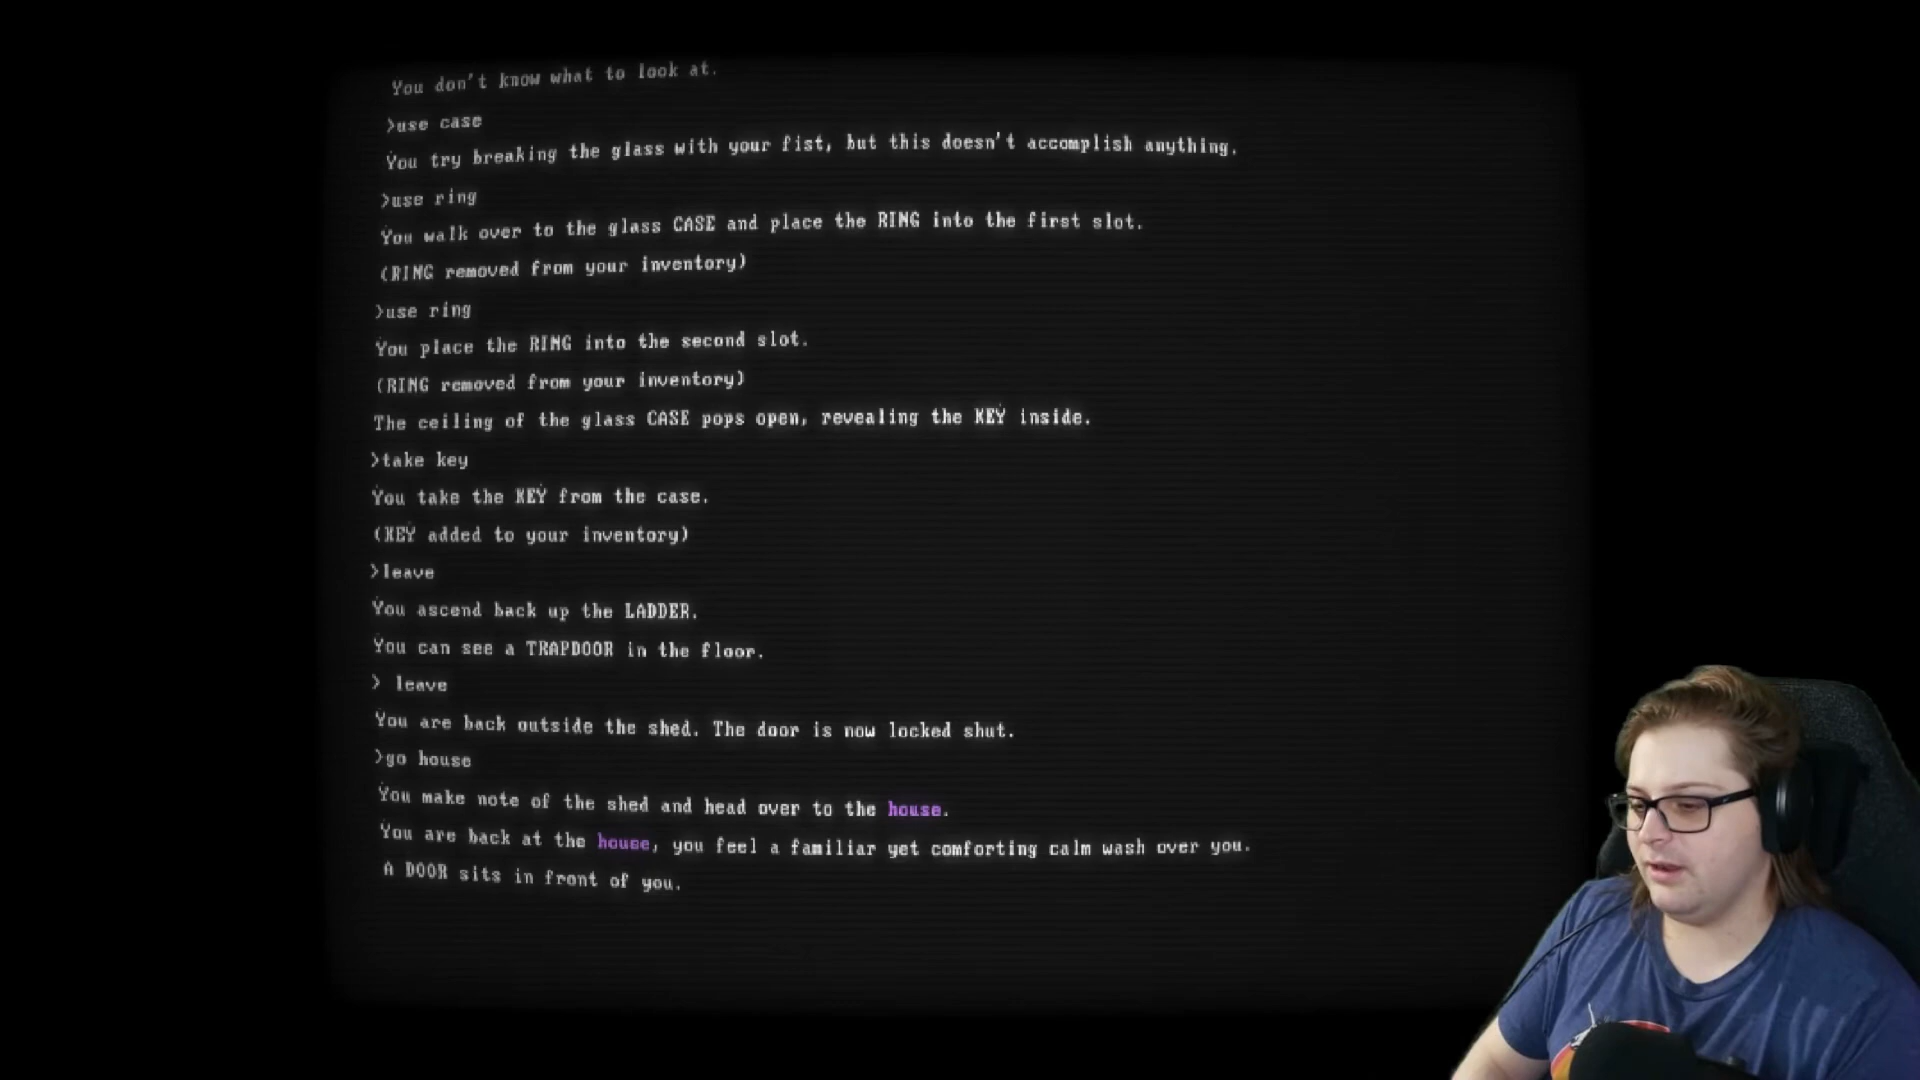 You don't know what to look at.
>use case
You try breaking the glass with your fist, but this doesn't accomplish anything.
>use ring
You walk over to the glass CASE and place the RING into the first slot.
(RING removed from your inventory)
>use ring
You place the RING into the second slot.
(RING removed from your inventory)
The ceiling of the glass CASE pops open, revealing the KEY inside.
>take key
You take the KEY from the case.
(KEY added to your inventory)
>leave
You ascend back up the LADDER.
You can see a TRAPDOOR in the floor.
> leave
You are back outside the shed. The door is now locked shut.
>go house
You make note of the shed and head over to the house.
You are back at the house, you feel a familiar yet comforting calm wash over you.
A DOOR sits in front of you.